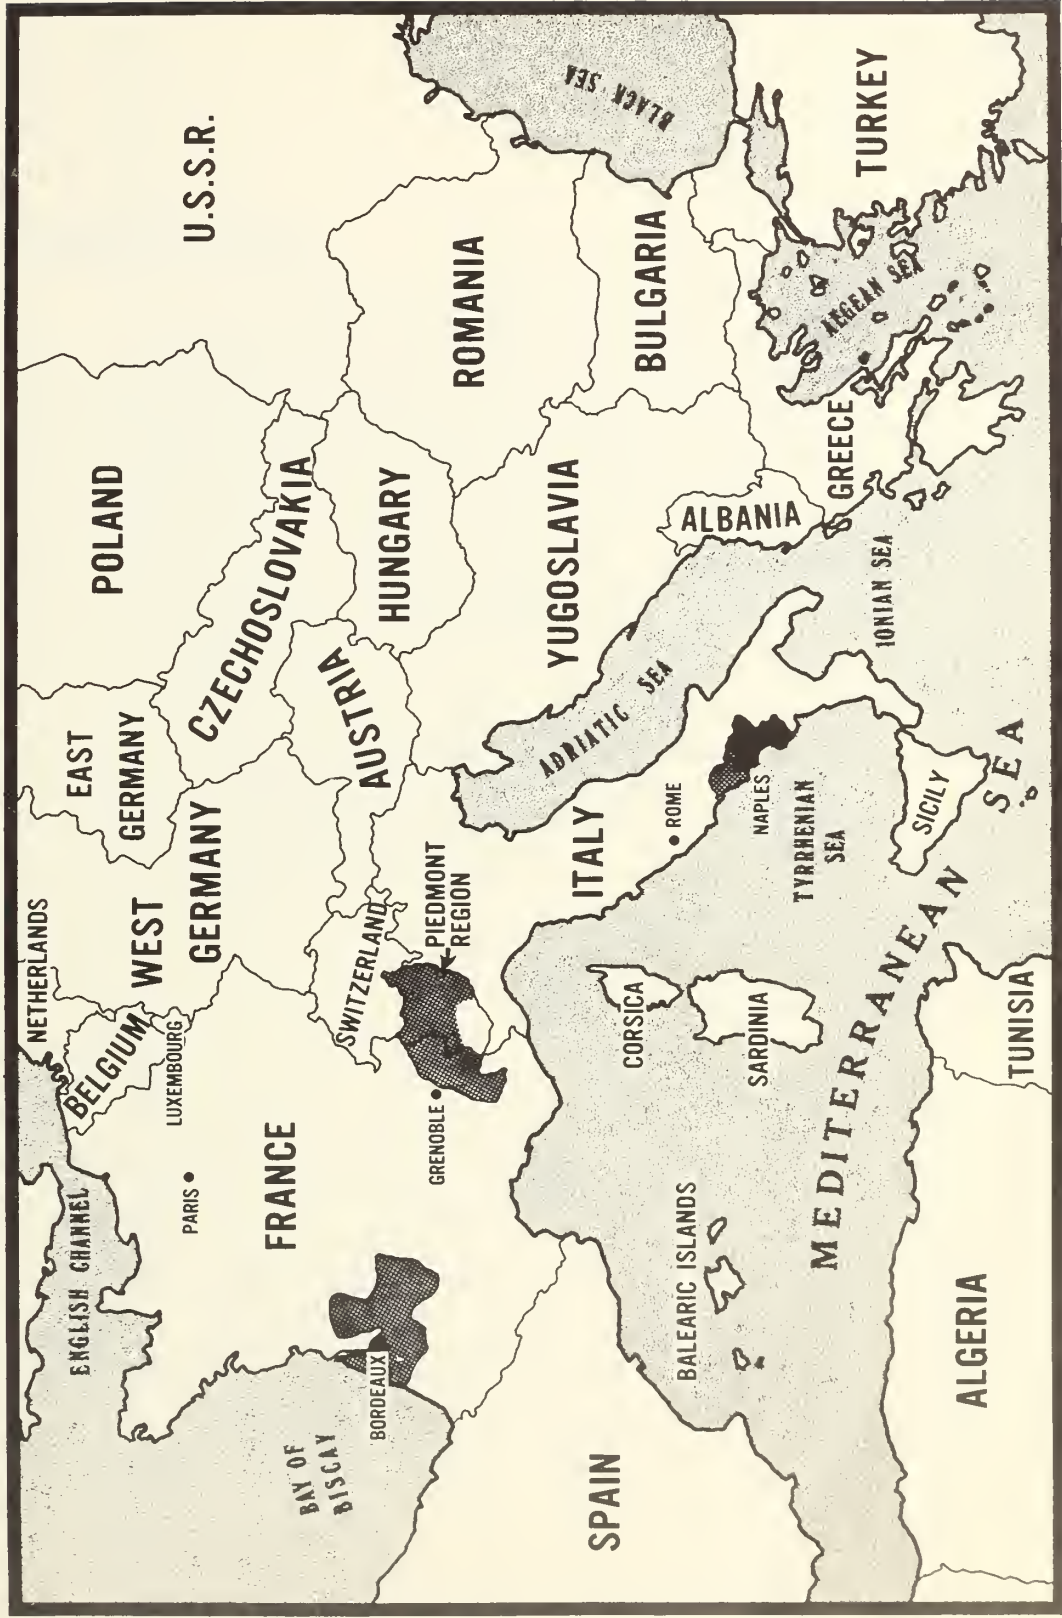 NETHERLANDS
EAST
GERMANY
POLAND
U.S.S.R.
ENGLISH CHANNEL
BELGIUM
WEST
GERMANY
LUXEMBOURG
PARIS
CZECHOSLOVAKIA
FRANCE
SWITZERLAND
AUSTRIA
HUNGARY
ROMANIA
BAY OF
BISCAY
BORDEAUX
GRENOBLE
PIEDMONT
REGION
YUGOSLAVIA
BULGARIA
BLACK SEA
SPAIN
ITALY
ADRIATIC SEA
CORSICA
ROME
ALBANIA
BALEARIC ISLANDS
SARDINIA
NAPLES
TYRRHENIAN
SEA
GREECE
AEGEAN SEA
TURKEY
IONIAN SEA
SICILY
MEDITERRANEAN SEA
ALGERIA
TUNISIA